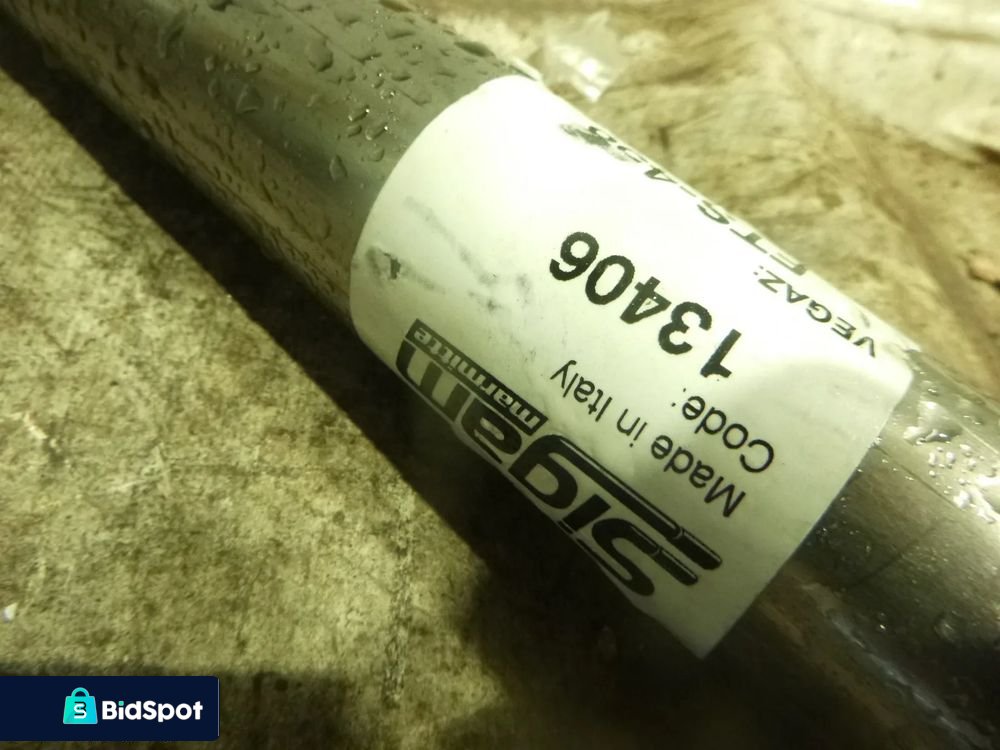 Sigam
marmitte
Made in Italy
Code:
13406
VEGAZ:
BidSpot